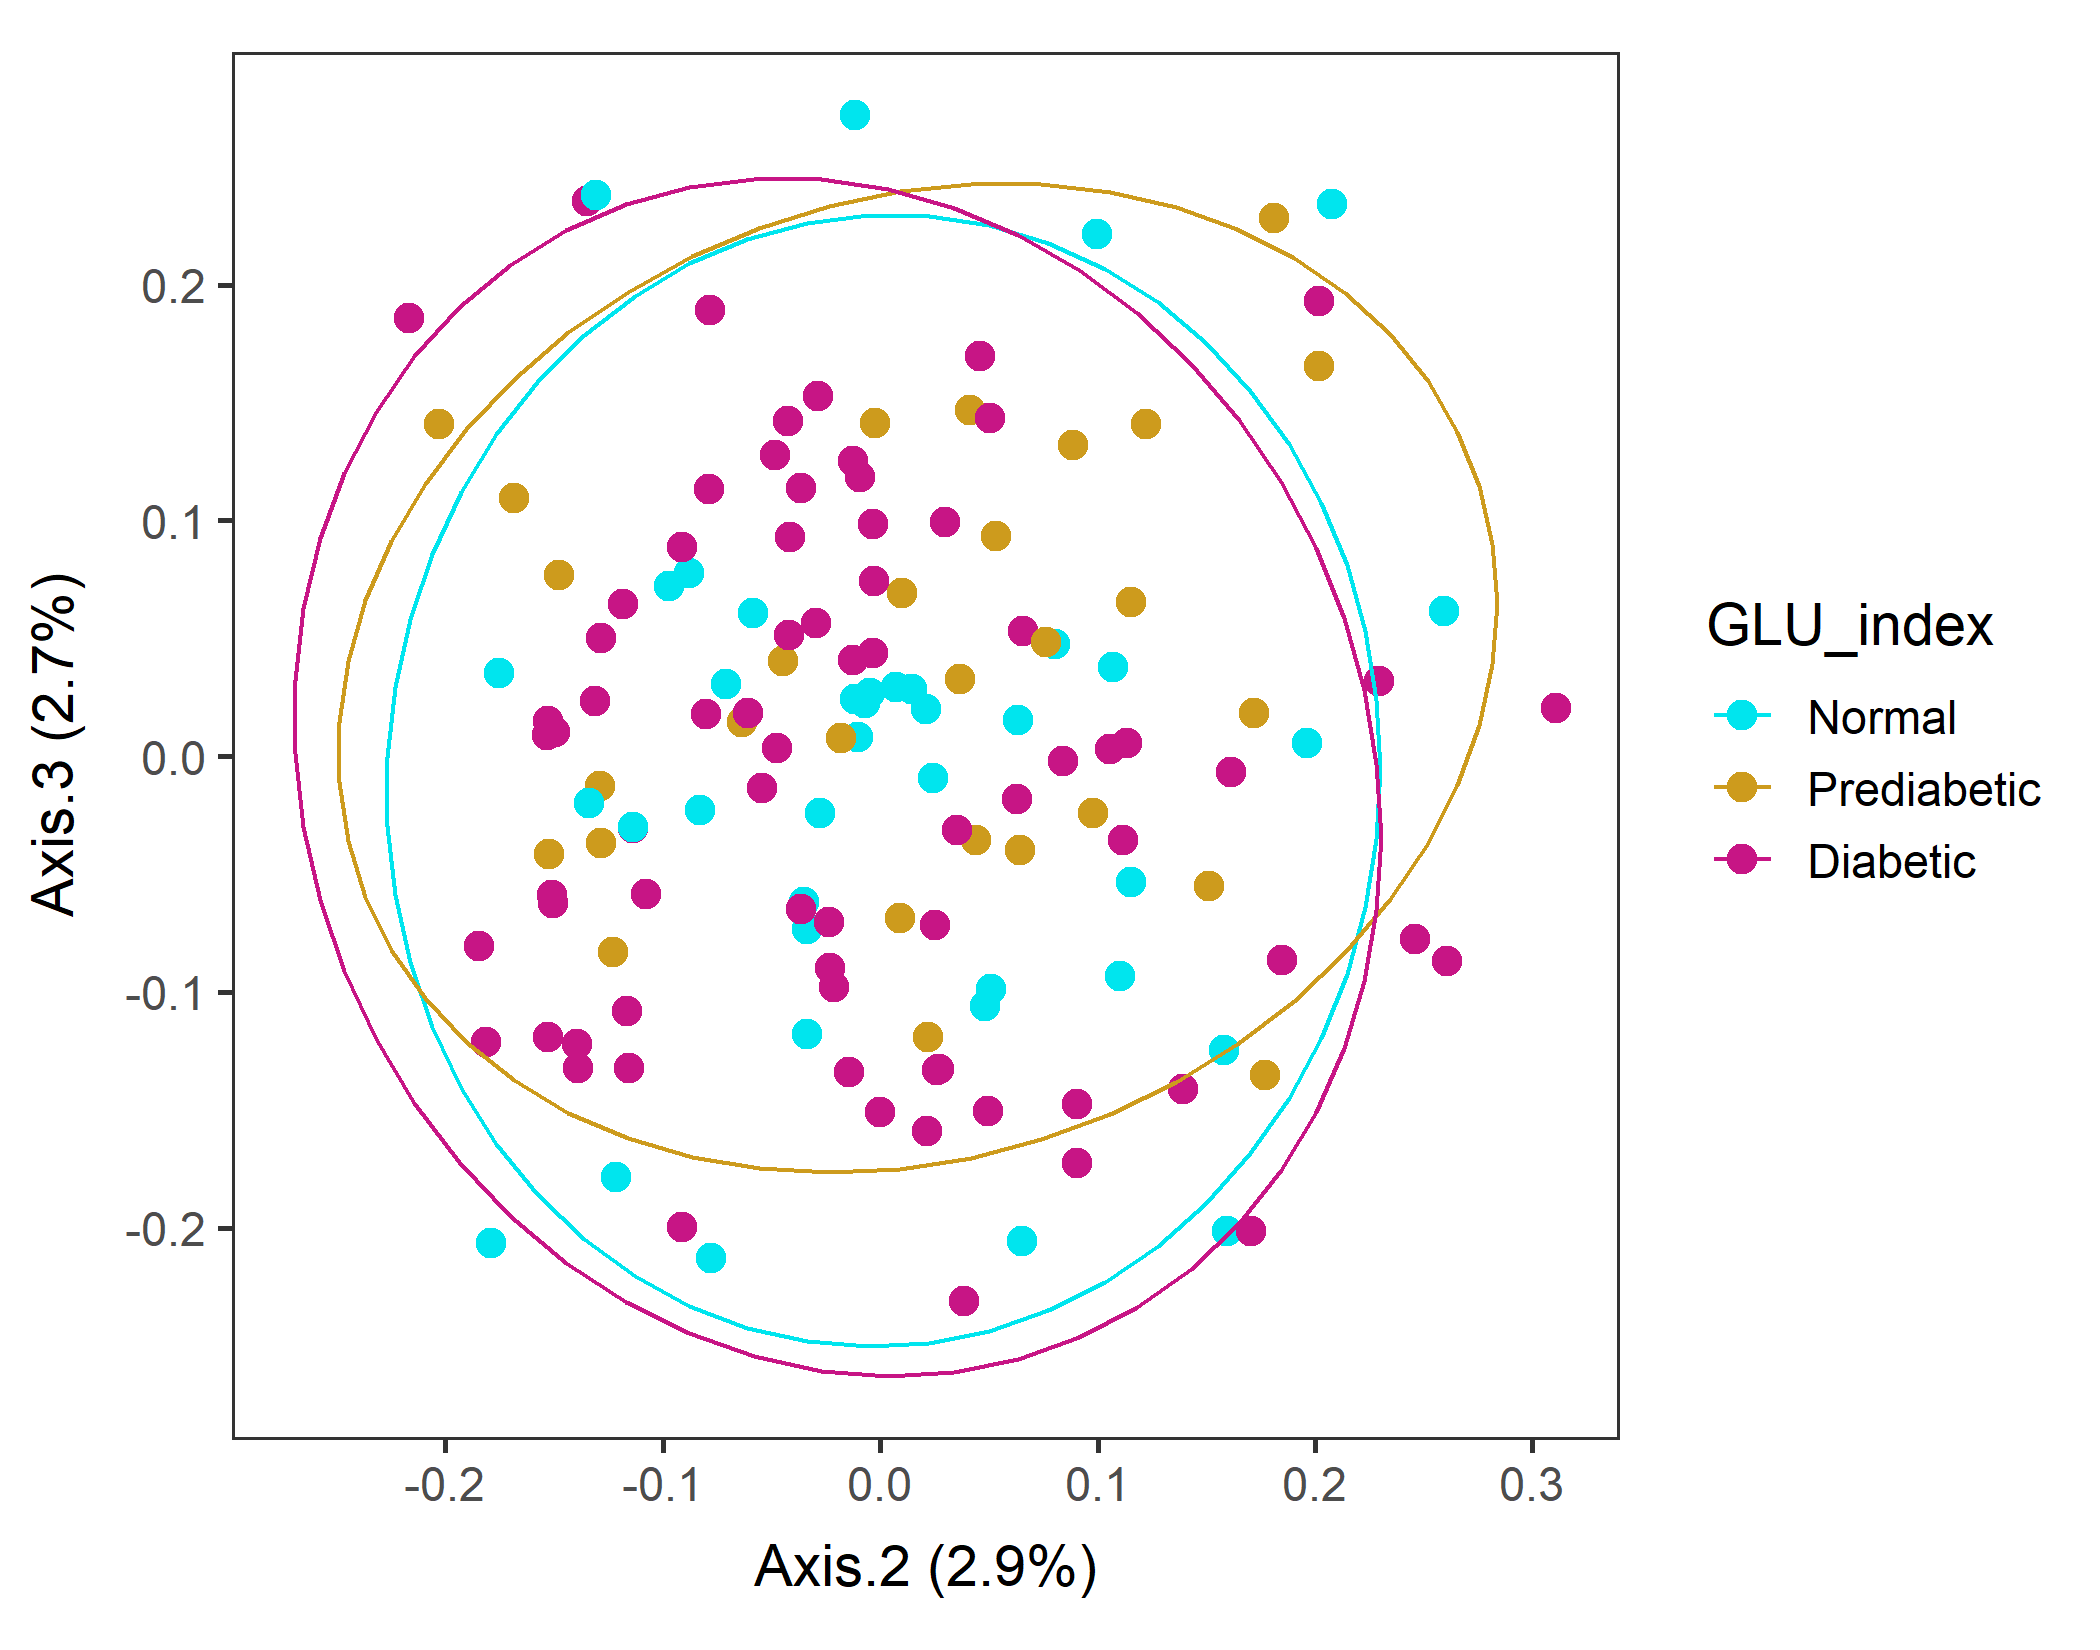 0.2
0.1
0.0
-0.1
-0.2
Axis.3 (2.7%)
-0.2 -0.1 0.0 0.1 0.2 0.3
Axis.2 (2.9%)
GLU_index
Normal
Prediabetic
Diabetic